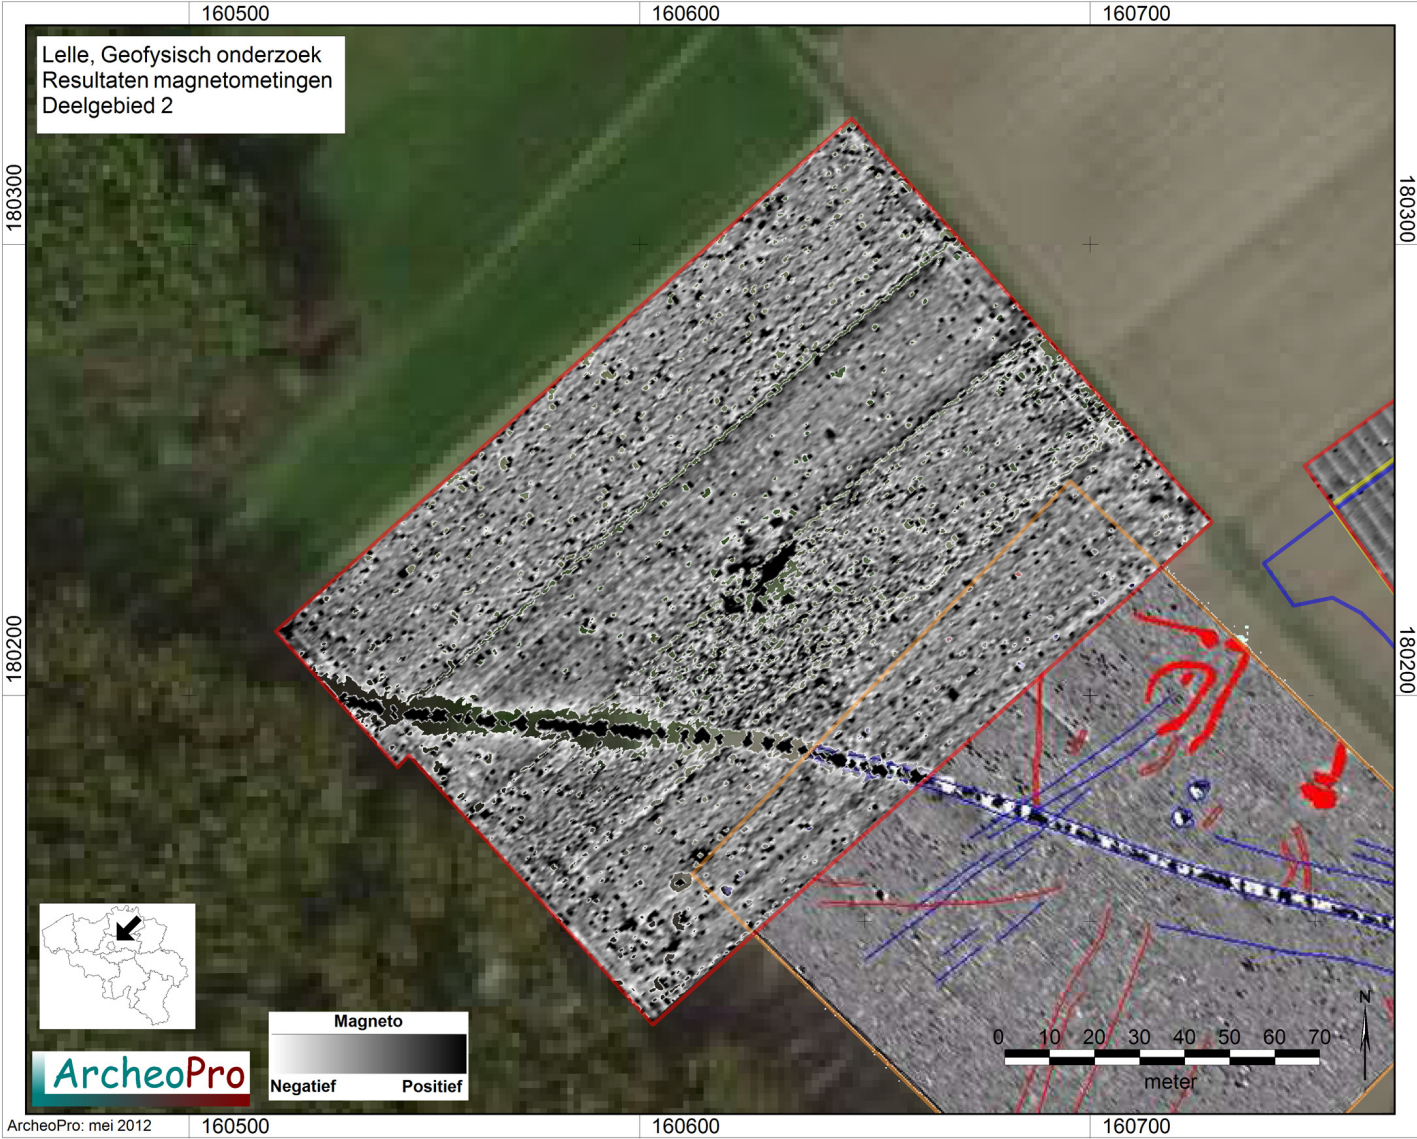 160500
160600
160700
Lelle, Geofysisch onderzoek
Resultaten magnetometingen
Deelgebied 2
180300
180300
180200
180200
N
0 10 20 30 40 50 60 70
meter
Magneto
Negatief Positief
ArcheoPro
ArcheoPro: mei 2012
160500
160600
160700